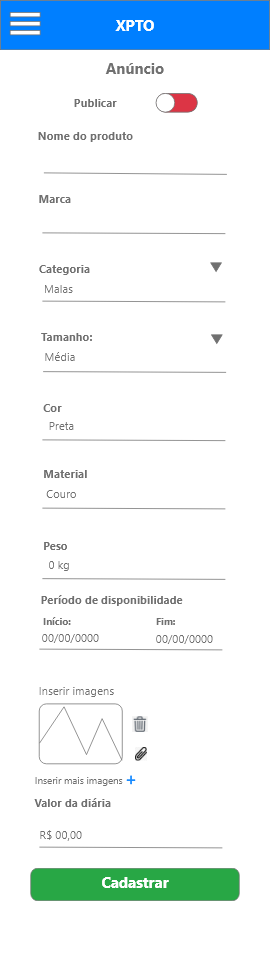 XPTO
Anúncio
Publicar
Nome do produto
Marca
Categoria
Malas
Tamanho:
Média
Cor
Preta
Material
Couro
Peso
0 kg
Período de disponibilidade
Início: Fim:
00/00/0000 00/00/0000
Inserir imagens
Inserir mais imagens +
Valor da diária
R$ 00,00
Cadastrar